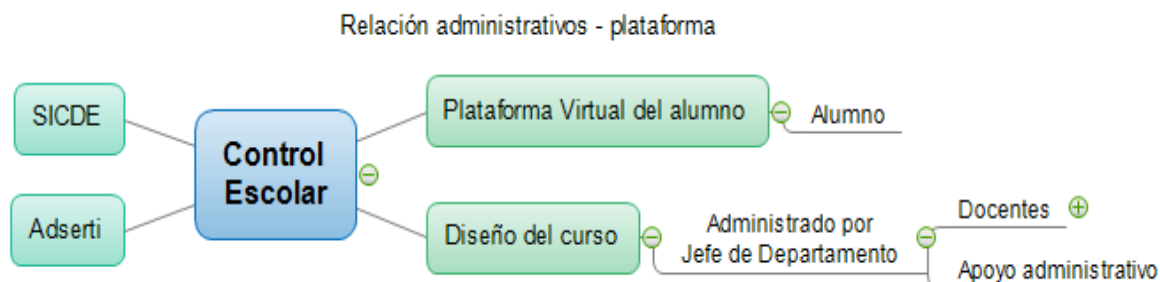 Relación administrativos - plataforma
SICDE
Adserti
Control
Escolar
Plataforma Virtual del alumno
Alumno
Diseño del curso
Administrado por
Jefe de Departamento
Docentes
Apoyo administrativo